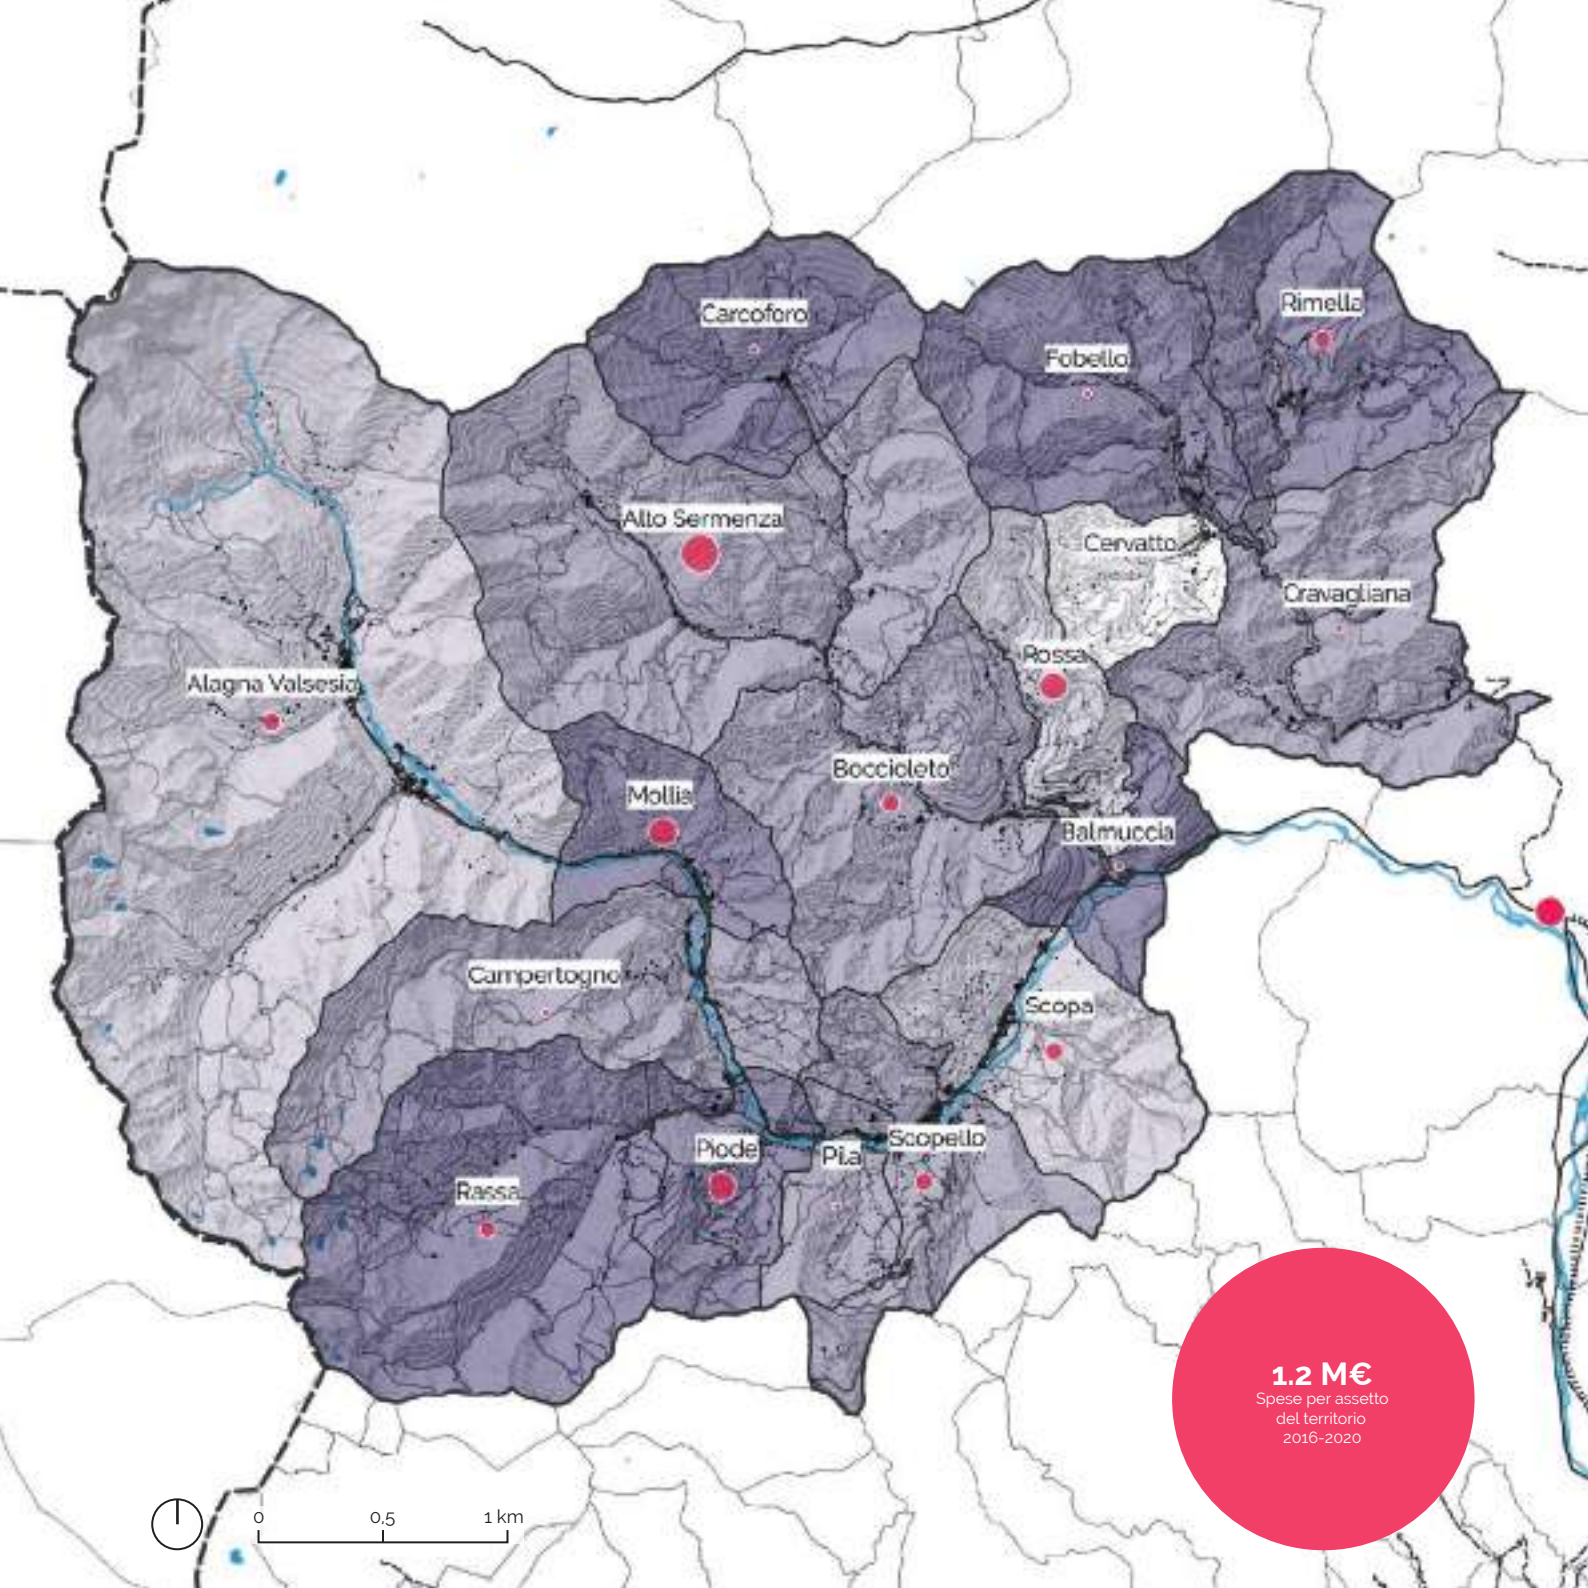 Carcoforo
Rimella
Fobello
Alto Sermenza
Cervatto
Cravagliana
Rossa
Alagna Valsesia
Boccioleto
Mollia
Balmuccia
Campertogno
Scopa
Scopello
Piode
Pila
Rassa
1.2 M€
Spese per assetto
del territorio
2016-2020
0
0,5
1 km